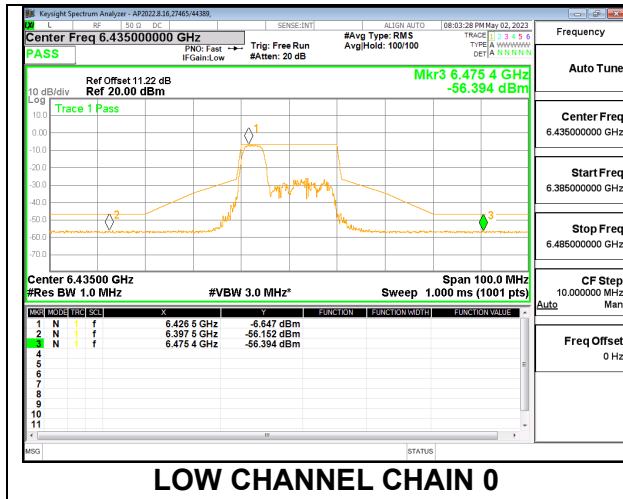 Keysight Spectrum Analyzer - AP2022.8.16,27465/44389,
L RF 50 Ω DC SENSE:INT ALIGN AUTO 08:03:28 PM May 02, 2023
Center Freq 6.435000000 GHz
PASS
PNO: Fast
IFGain:Low
Trig: Free Run
#Atten: 20 dB
#Avg Type: RMS
Avg|Hold: 100/100
TRACE 1 2 3 4 5 6
TYPE A WWWWW
DET A N N N N N
Ref Offset 11.22 dB
10 dB/div Ref 20.00 dBm
Mkr3 6.475 4 GHz
-56.394 dBm
Log
Trace 1 Pass
10.0
0.00
-10.0
-20.0
-30.0
-40.0
-50.0
-60.0
-70.0
1
2
3
Center 6.43500 GHz Span 100.0 MHz
#Res BW 1.0 MHz #VBW 3.0 MHz* Sweep 1.000 ms (1001 pts)
MKR MODE TRC SCL X Y FUNCTION FUNCTION WIDTH FUNCTION VALUE
1 N 1 f 6.426 5 GHz -6.647 dBm
2 N 1 f 6.397 5 GHz -56.152 dBm
3 N 1 f 6.475 4 GHz -56.394 dBm
4
5
6
7
8
9
10
11
MSG STATUS
Frequency
Auto Tune
Center Freq
6.435000000 GHz
Start Freq
6.385000000 GHz
Stop Freq
6.485000000 GHz
CF Step
10.000000 MHz
Auto Man
Freq Offset
0 Hz
LOW CHANNEL CHAIN 0